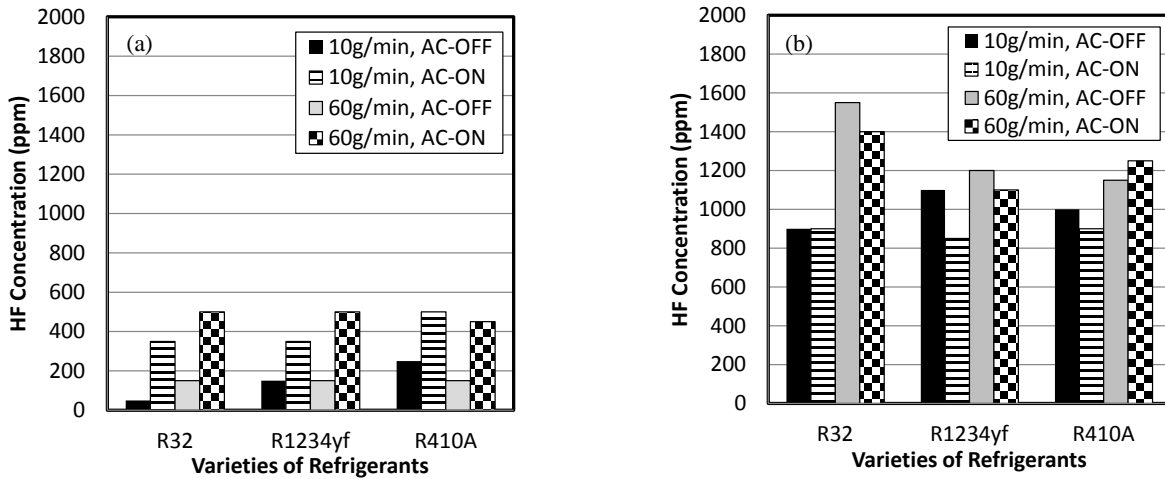 (a)
10g/min, AC-OFF
10g/min, AC-ON
60g/min, AC-OFF
60g/min, AC-ON
HF Concentration (ppm)
2000
1800
1600
1400
1200
1000
800
600
400
200
0
R32 R1234yf R410A
Varieties of Refrigerants
(b)
10g/min, AC-OFF
10g/min, AC-ON
60g/min, AC-OFF
60g/min, AC-ON
HF Concentration (ppm)
2000
1800
1600
1400
1200
1000
800
600
400
200
0
R32 R1234yf R410A
Varieties of Refrigerants